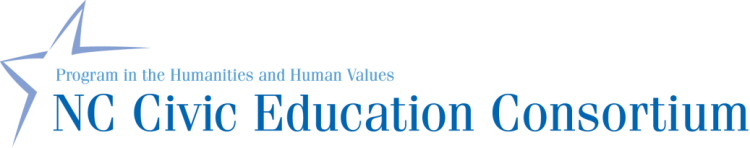 Program in the Humanities and Human Values
NC Civic Education Consortium